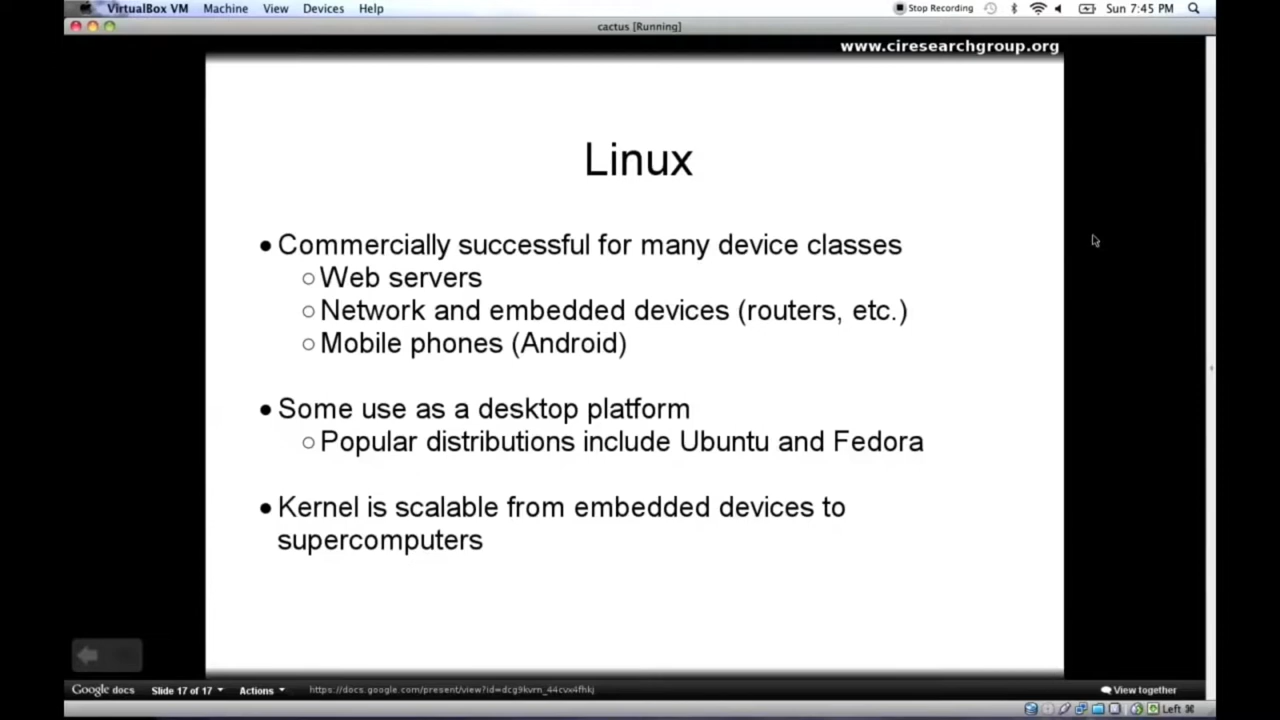 VirtualBox VM Machine View Devices Help Stop Recording Sun 7:45 PM
cactus [Running]
www.ciresearchgroup.org
Linux
● Commercially successful for many device classes
○ Web servers
○ Network and embedded devices (routers, etc.)
○ Mobile phones (Android)
● Some use as a desktop platform
○ Popular distributions include Ubuntu and Fedora
● Kernel is scalable from embedded devices to
supercomputers
Google docs Slide 17 of 17 Actions View together
Left ⌘